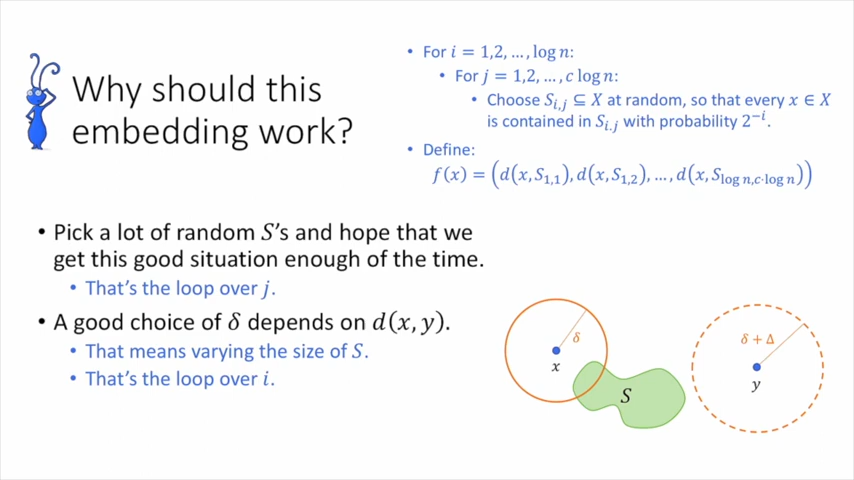 Why should this
embedding work?
• For i = 1,2, … , log n:
• For j = 1,2, … , c log n:
• Choose S_{i,j} ⊆ X at random, so that every x ∈ X
is contained in S_{i.j} with probability 2^{−i}.
• Define:
f(x) = (d(x, S_{1,1}), d(x, S_{1,2}), … , d(x, S_{log n,c·log n}))
• Pick a lot of random S's and hope that we
get this good situation enough of the time.
• That's the loop over j.
• A good choice of δ depends on d(x, y).
• That means varying the size of S.
• That's the loop over i.
δ
x
S
δ + Δ
y